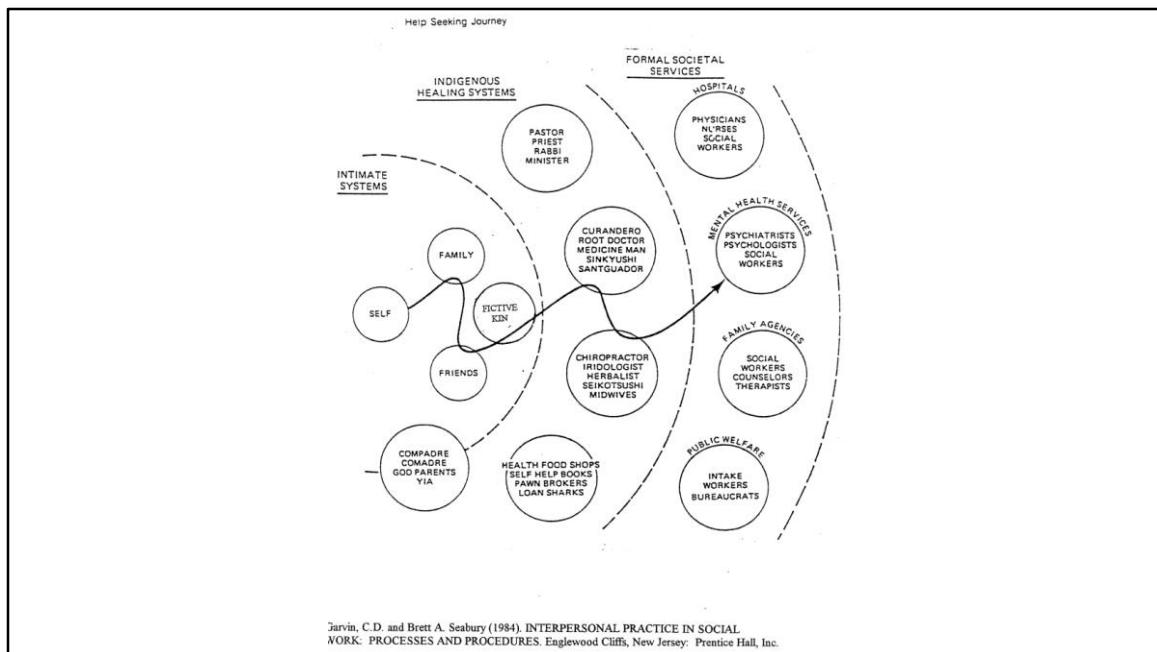 Help Seeking Journey
FORMAL SOCIETAL
SERVICES
INDIGENOUS
HEALING SYSTEMS
HOSPITALS
PHYSICIANS
NURSES
SOCIAL
WORKERS
PASTOR
PRIEST
RABBI
MINISTER
INTIMATE
SYSTEMS
MENTAL HEALTH SERVICES
PSYCHIATRISTS
PSYCHOLOGISTS
SOCIAL
WORKERS
CURANDERO
ROOT DOCTOR
MEDICINE MAN
SINKYUSHI
SANTGUADOR
FAMILY
SELF
FICTIVE
KIN
FRIENDS
CHIROPRACTOR
IRIDOLOGIST
HERBALIST
SEIKOTSUSHI
MIDWIVES
FAMILY AGENCIES
SOCIAL
WORKERS
COUNSELORS
THERAPISTS
COMPADRE
COMADRE
GOD PARENTS
YIA
HEALTH FOOD SHOPS
SELF HELP BOOKS
PAWN BROKERS
LOAN SHARKS
PUBLIC WELFARE
INTAKE
WORKERS
BUREAUCRATS
Garvin, C.D. and Brett A. Seabury (1984). INTERPERSONAL PRACTICE IN SOCIAL
WORK: PROCESSES AND PROCEDURES. Englewood Cliffs, New Jersey: Prentice Hall, Inc.